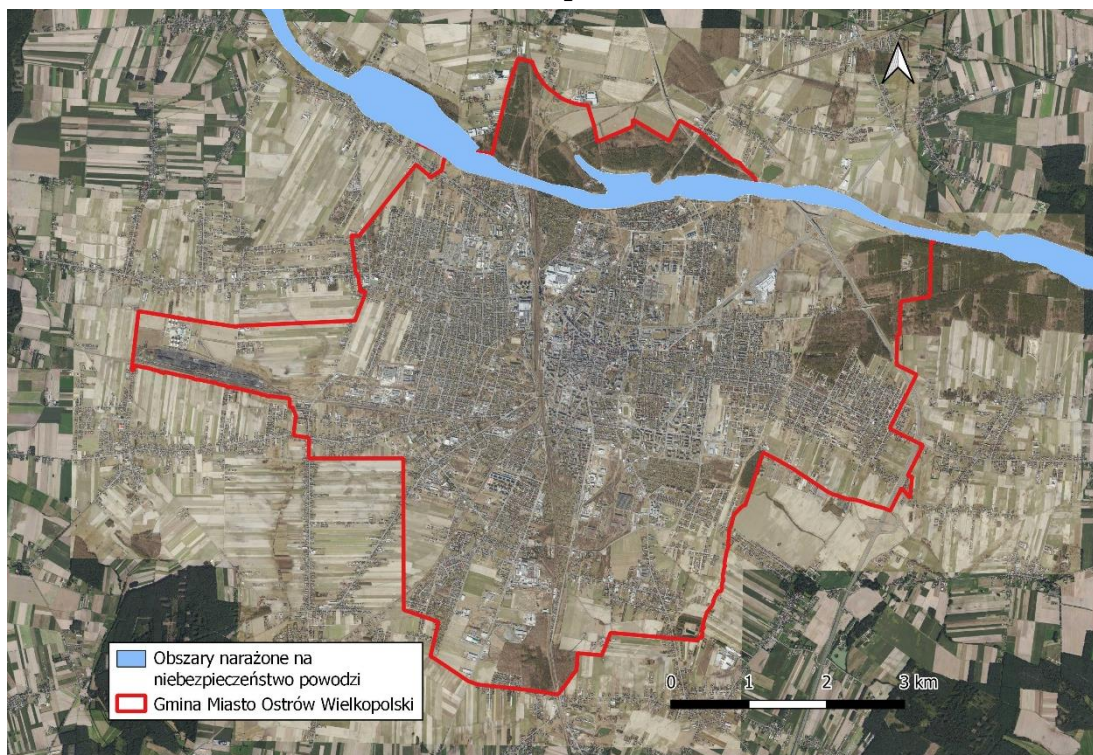 Obszary narażone na
niebezpieczeństwo powodzi
Gmina Miasto Ostrów Wielkopolski
0 1 2 3 km